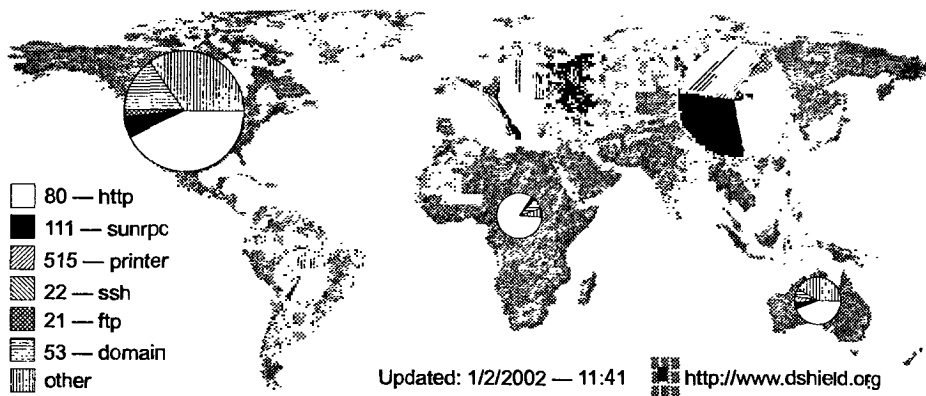 80 — http
111 — sunrpc
515 — printer
22 — ssh
21 — ftp
53 — domain
other
Updated: 1/2/2002 — 11:41 http://www.dshield.org